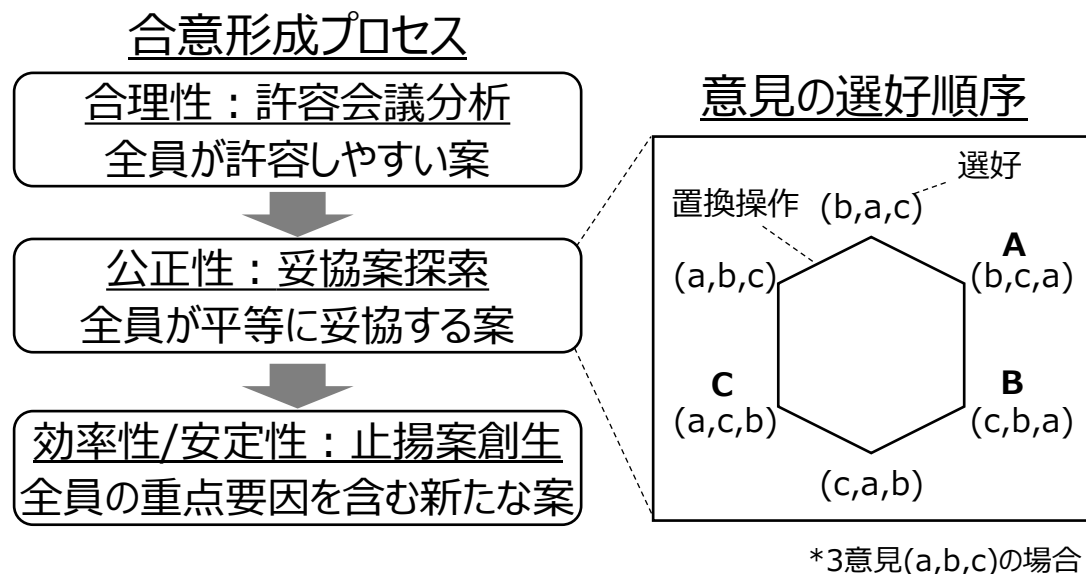 合意形成プロセス
合理性：許容会議分析
全員が許容しやすい案
公正性：妥協案探索
全員が平等に妥協する案
効率性/安定性：止揚案創生
全員の重点要因を含む新たな案
意見の選好順序
選好
置換操作
(b,a,c)
(a,b,c)
A
(b,c,a)
C
(a,c,b)
B
(c,b,a)
(c,a,b)
*3意見(a,b,c)の場合